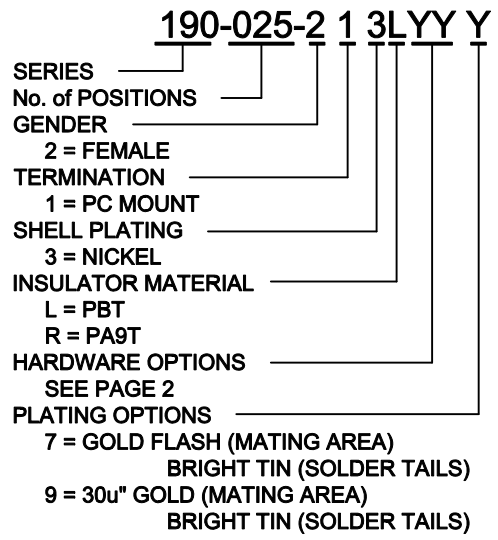 190-025-2 1 3LYY Y
SERIES
No. of POSITIONS
GENDER
2 = FEMALE
TERMINATION
1 = PC MOUNT
SHELL PLATING
3 = NICKEL
INSULATOR MATERIAL
L = PBT
R = PA9T
HARDWARE OPTIONS
SEE PAGE 2
PLATING OPTIONS
7 = GOLD FLASH (MATING AREA)
BRIGHT TIN (SOLDER TAILS)
9 = 30u" GOLD (MATING AREA)
BRIGHT TIN (SOLDER TAILS)